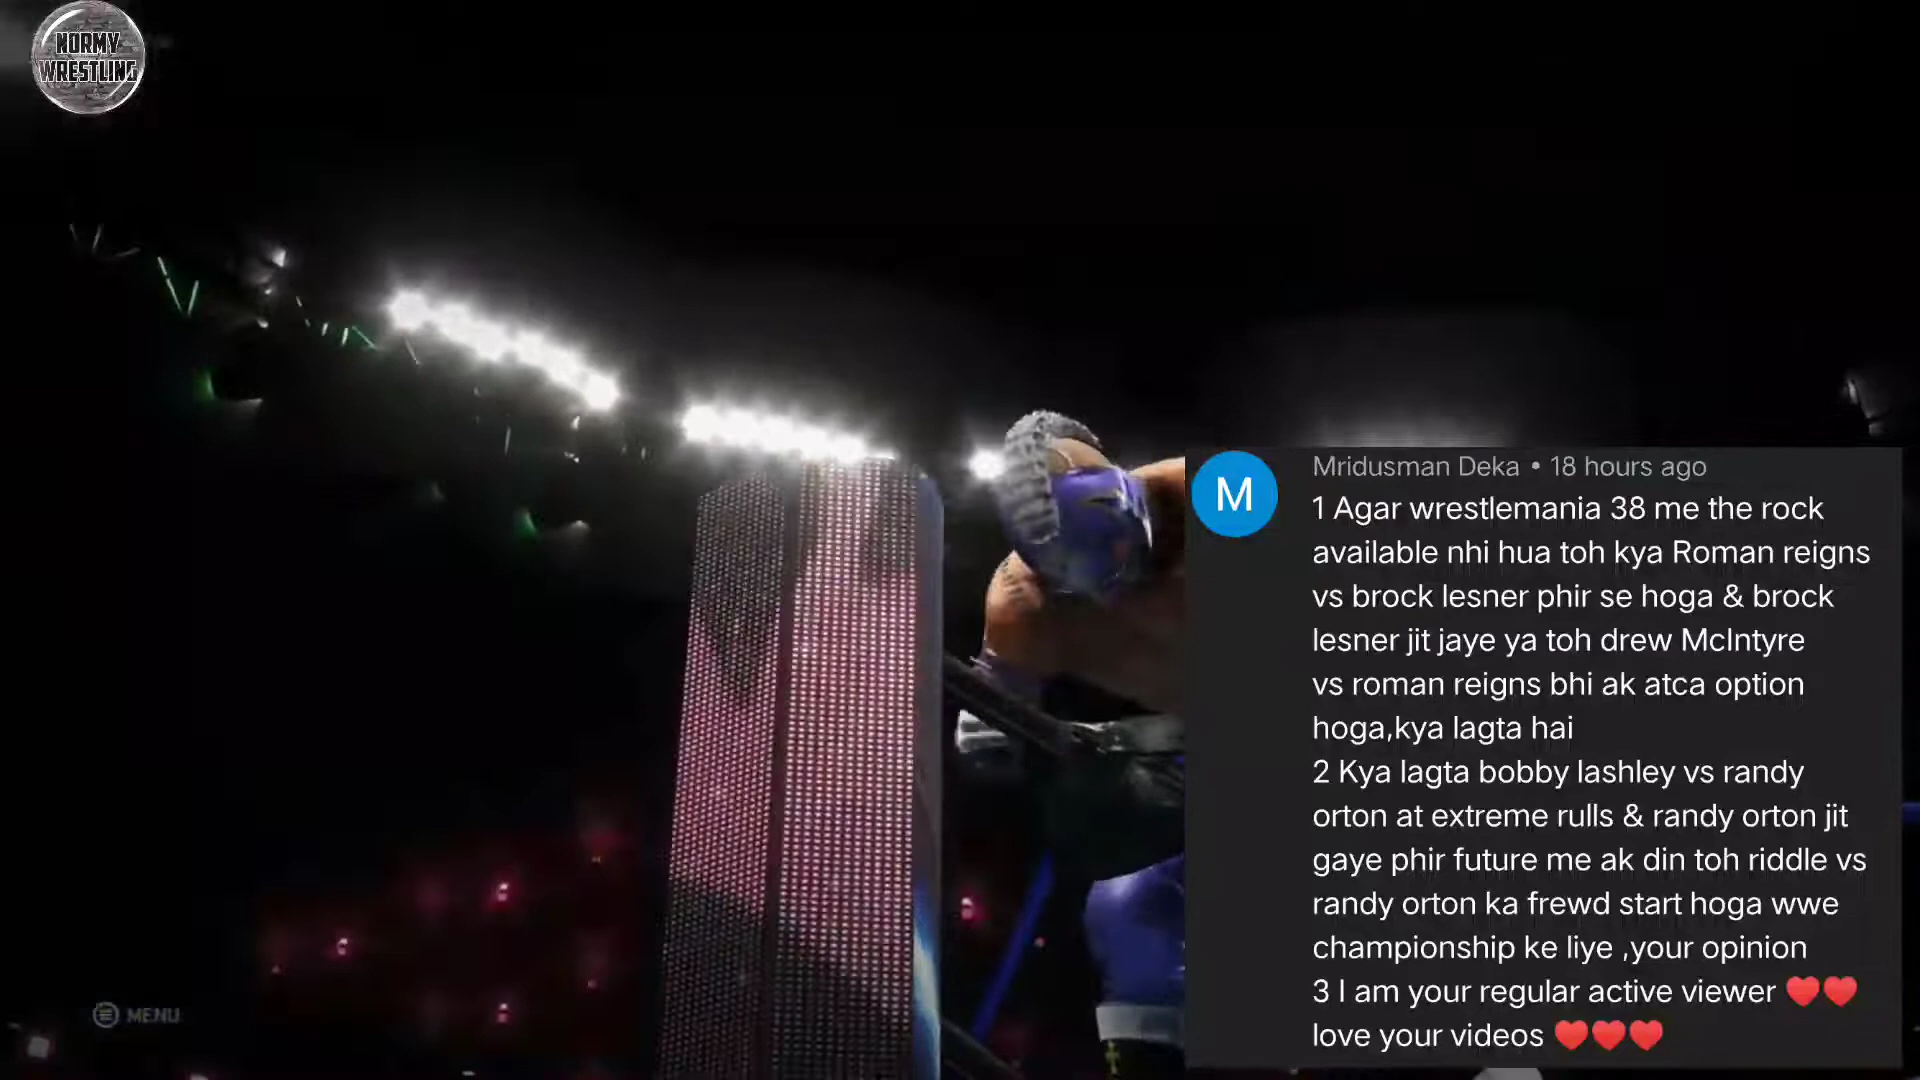 NORMY
WRESTLING
Mridusman Deka • 18 hours ago
M
1 Agar wrestlemania 38 me the rock
available nhi hua toh kya Roman reigns
vs brock lesner phir se hoga & brock
lesner jit jaye ya toh drew McIntyre
vs roman reigns bhi ak atca option
hoga,kya lagta hai
2 Kya lagta bobby lashley vs randy
orton at extreme rulls & randy orton jit
gaye phir future me ak din toh riddle vs
randy orton ka frewd start hoga wwe
championship ke liye ,your opinion
3 I am your regular active viewer ❤️❤️
love your videos ❤️❤️❤️
MENU